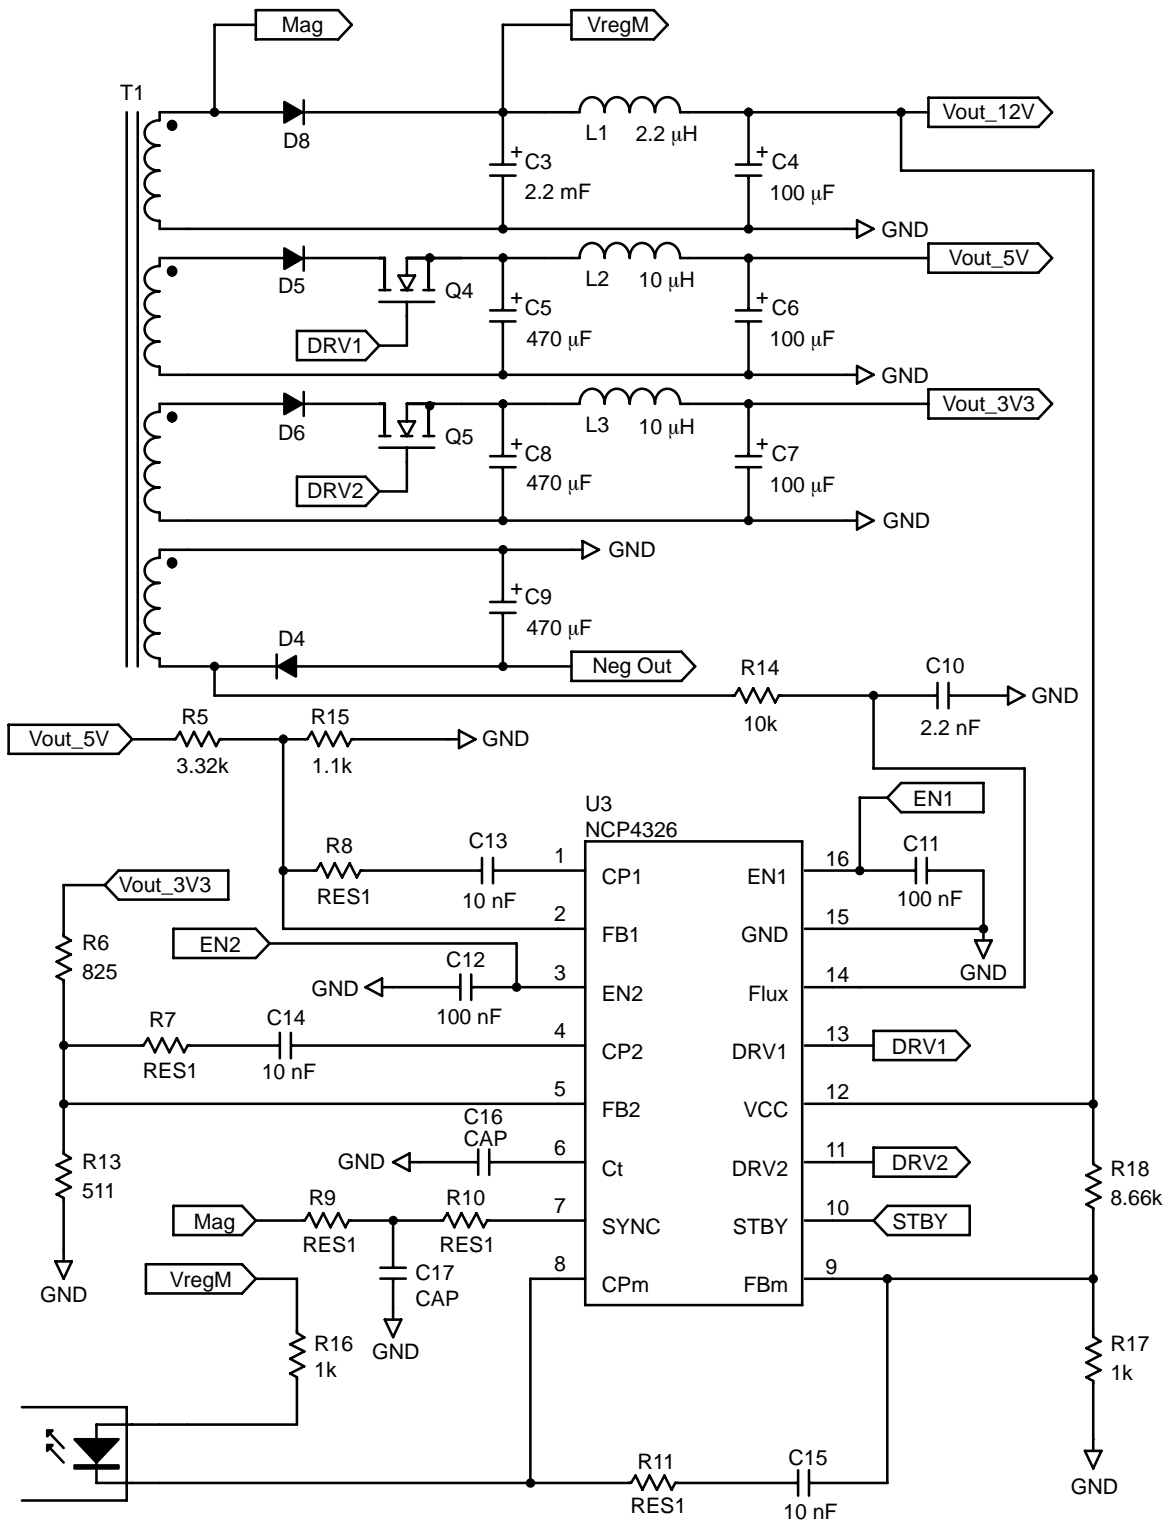 Mag
VregM
T1
D8
L1 2.2 μH
Vout_12V
+ C3
2.2 mF
+ C4
100 μF
GND
D5
Q4
L2 10 μH
Vout_5V
DRV1
+ C5
470 μF
+ C6
100 μF
GND
D6
Q5
L3 10 μH
Vout_3V3
DRV2
+ C8
470 μF
+ C7
100 μF
GND
GND
+ C9
470 μF
D4
Neg Out
R14
10k
C10
2.2 nF
GND
Vout_5V
R5
3.32k
R15
1.1k
GND
U3
NCP4326
EN1
R8
RES1
C13
10 nF
1
CP1
EN1
16
C11
100 nF
Vout_3V3
2
FB1
GND
15
GND
EN2
R6
825
GND
C12
100 nF
3
EN2
Flux
14
R7
RES1
C14
10 nF
4
CP2
DRV1
13
DRV1
5
FB2
VCC
12
R13
511
GND
C16
CAP
6
Ct
DRV2
11
DRV2
R18
8.66k
Mag
R9
RES1
R10
RES1
7
SYNC
STBY
10
STBY
GND
VregM
C17
CAP
GND
8
CPm
FBm
9
R16
1k
R17
1k
R11
RES1
C15
10 nF
GND